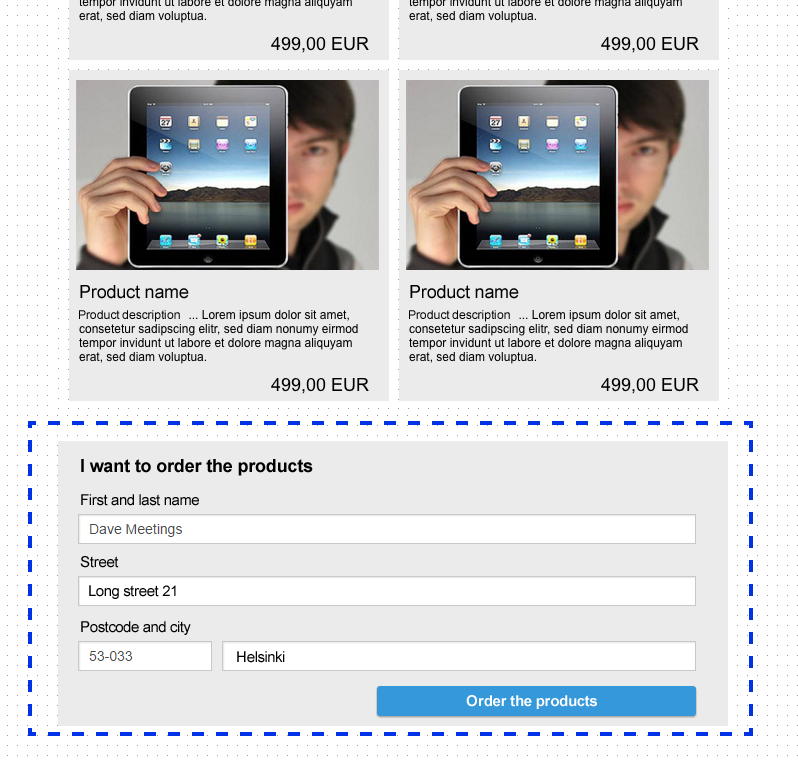 tempor invidunt ut labore et dolore magna aliquyam
erat, sed diam voluptua.
499,00 EUR
tempor invidunt ut labore et dolore magna aliquyam
erat, sed diam voluptua.
499,00 EUR
27
Product name
Product description ... Lorem ipsum dolor sit amet,
consetetur sadipscing elitr, sed diam nonumy eirmod
tempor invidunt ut labore et dolore magna aliquyam
erat, sed diam voluptua.
499,00 EUR
27
Product name
Product description ... Lorem ipsum dolor sit amet,
consetetur sadipscing elitr, sed diam nonumy eirmod
tempor invidunt ut labore et dolore magna aliquyam
erat, sed diam voluptua.
499,00 EUR
I want to order the products
First and last name
Dave Meetings
Street
Long street 21
Postcode and city
53-033 Helsinki
Order the products